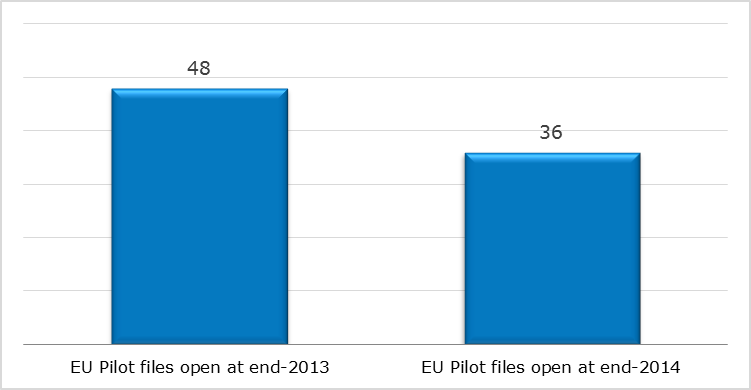 48
36
EU Pilot files open at end-2013
EU Pilot files open at end-2014